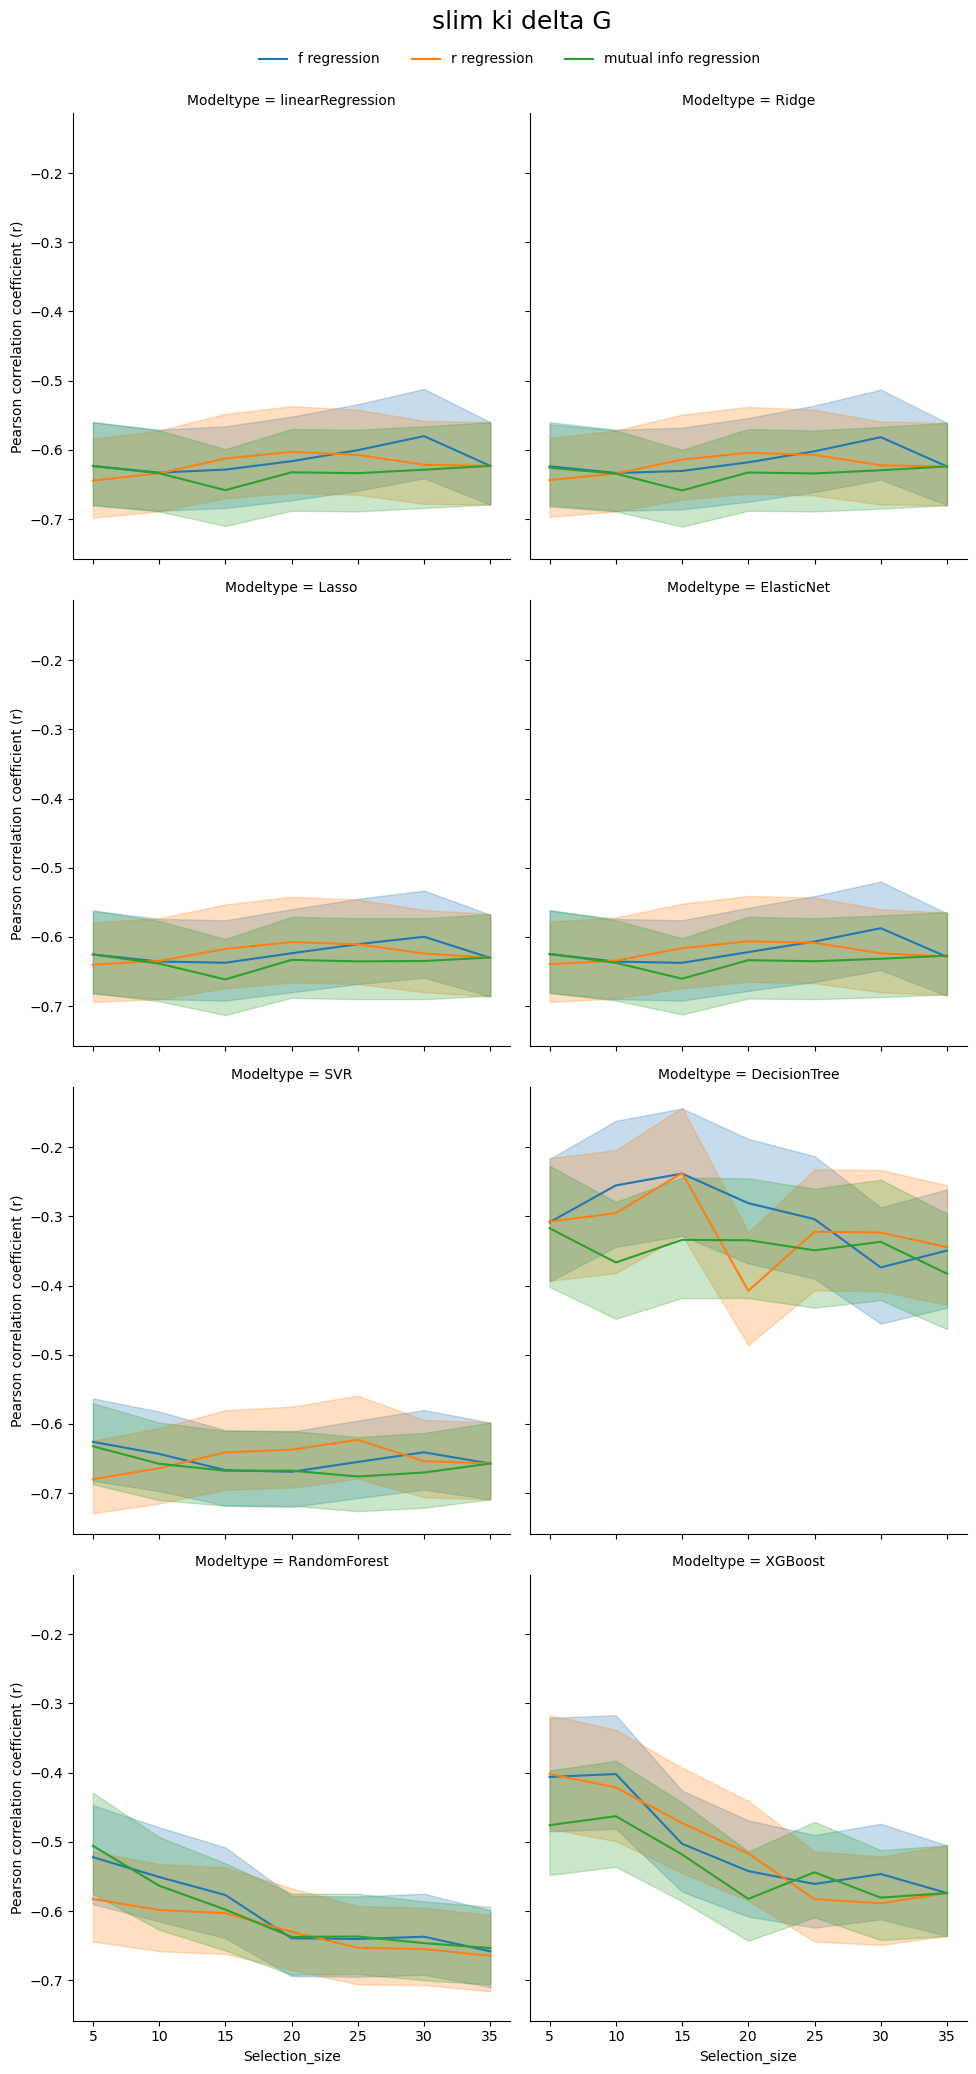 slim ki delta G
f regression r regression mutual info regression
Modeltype = linearRegression
Modeltype = Ridge
Pearson correlation coefficient (r)
−0.2
−0.3
−0.4
−0.5
−0.6
−0.7
Modeltype = Lasso
Modeltype = ElasticNet
Pearson correlation coefficient (r)
−0.2
−0.3
−0.4
−0.5
−0.6
−0.7
Modeltype = SVR
Modeltype = DecisionTree
Pearson correlation coefficient (r)
−0.2
−0.3
−0.4
−0.5
−0.6
−0.7
Modeltype = RandomForest
Modeltype = XGBoost
Pearson correlation coefficient (r)
−0.2
−0.3
−0.4
−0.5
−0.6
−0.7
5 10 15 20 25 30 35
Selection_size
5 10 15 20 25 30 35
Selection_size